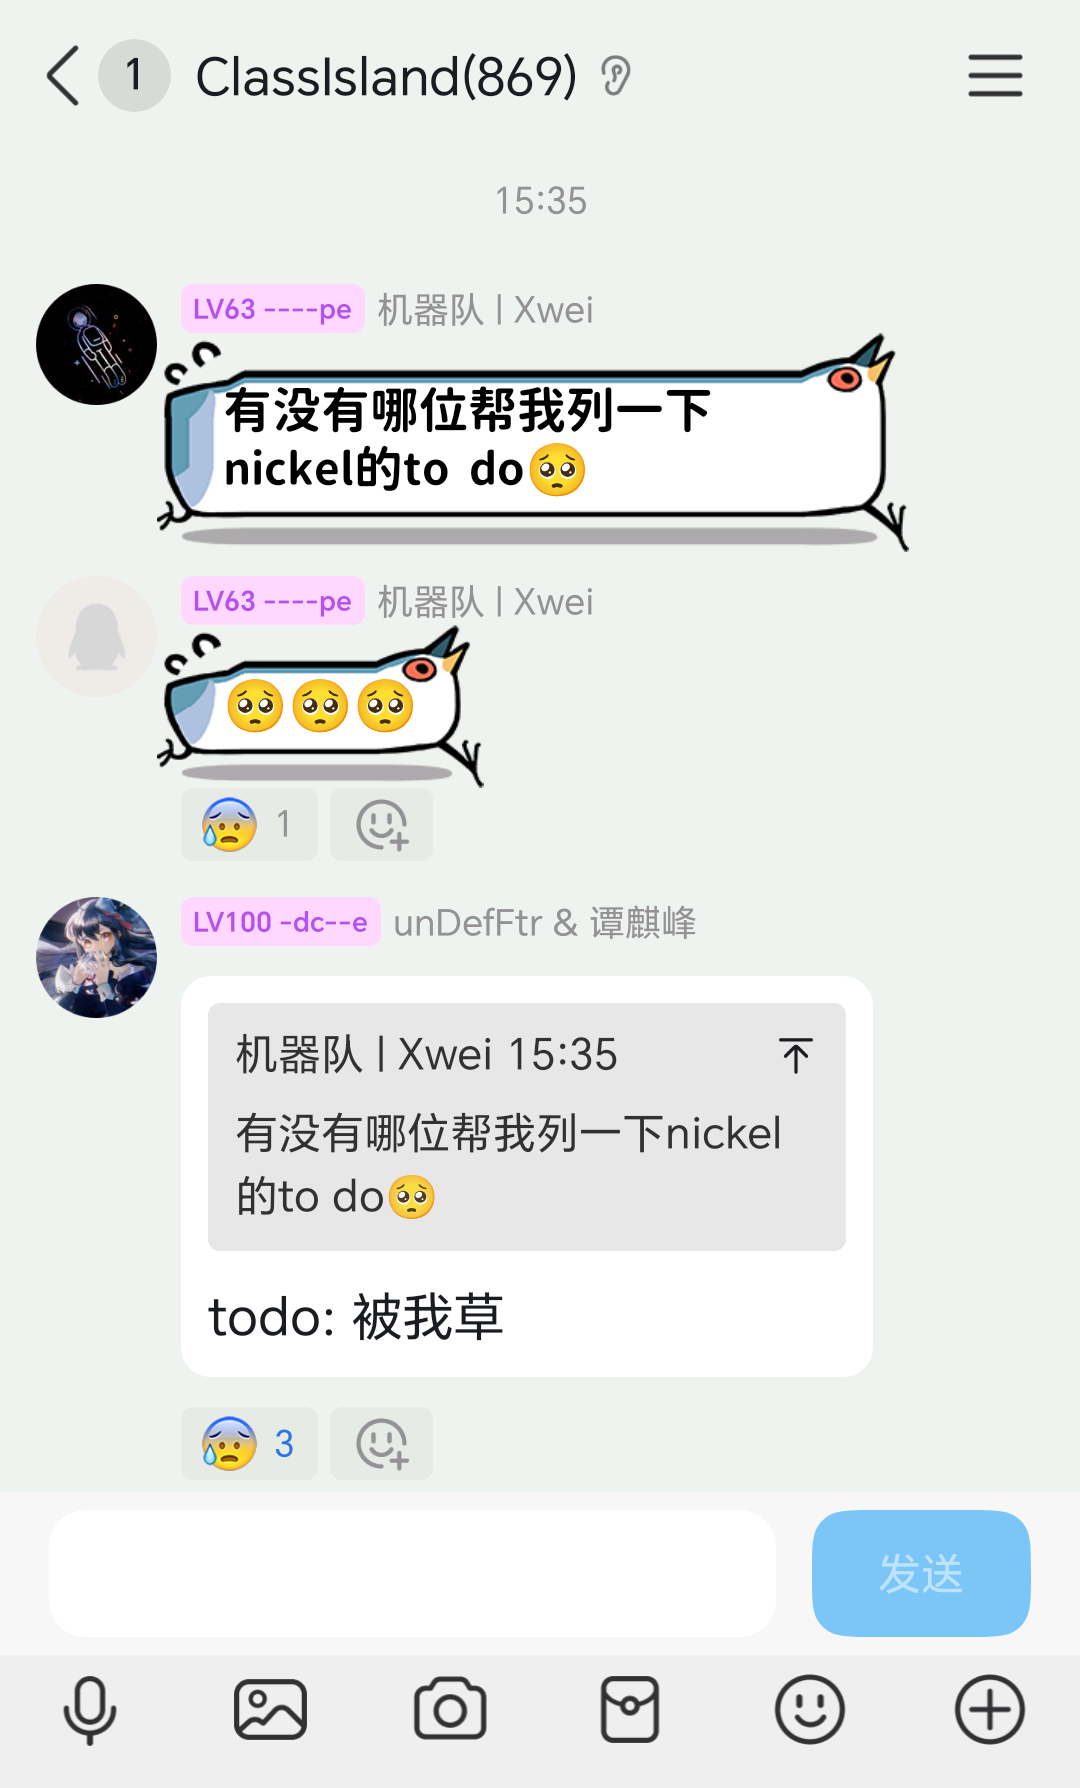 1
ClassIsland(869)
15:35
LV63 ----pe 机器队 | Xwei
有没有哪位帮我列一下
nickel的to do🥺
LV63 ----pe 机器队 | Xwei
🥺🥺🥺
😰 1
LV100 -dc--e unDefFtr & 谭麒峰
机器队 | Xwei 15:35
有没有哪位帮我列一下nickel
的to do🥺
todo: 被我草
😰 3
发送